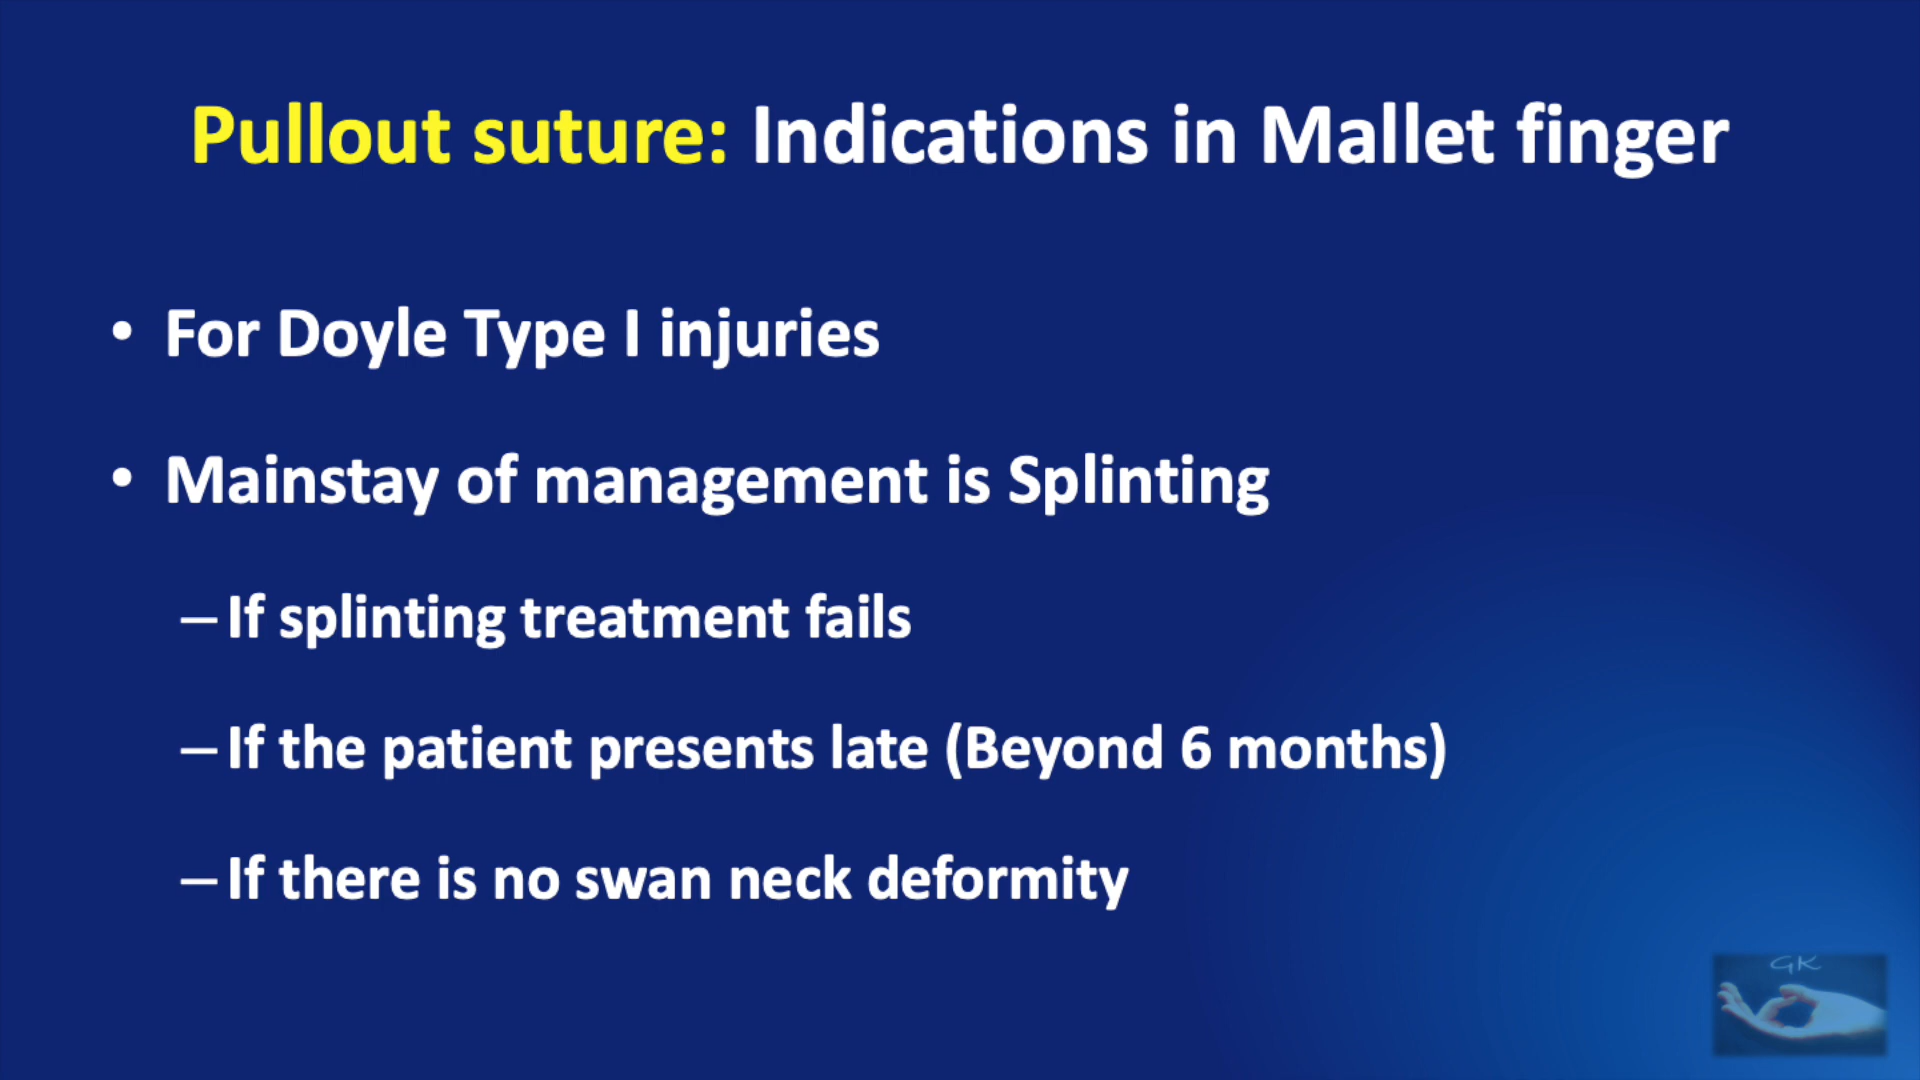 Pullout suture: Indications in Mallet finger
• For Doyle Type I injuries
• Mainstay of management is Splinting
– If splinting treatment fails
– If the patient presents late (Beyond 6 months)
– If there is no swan neck deformity
GK